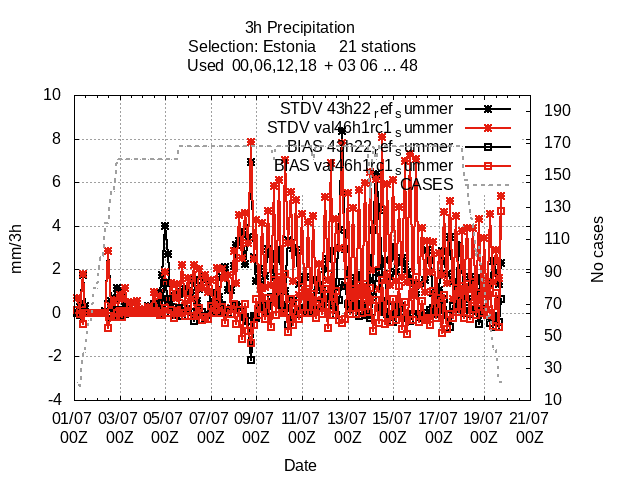 3h Precipitation
Selection: Estonia 21 stations
Used 00,06,12,18 + 03 06 ... 48
STDV 43h22_ref_summer
STDV val46h1rc1_summer
BIAS 43h22_ref_summer
BIAS val46h1rc1_summer
CASES
10
8
6
4
2
0
-2
-4
mm/3h
190
170
150
130
110
90
70
50
30
10
No cases
01/07 03/07 05/07 07/07 09/07 11/07 13/07 15/07 17/07 19/07 21/07
00Z 00Z 00Z 00Z 00Z 00Z 00Z 00Z 00Z 00Z 00Z
Date